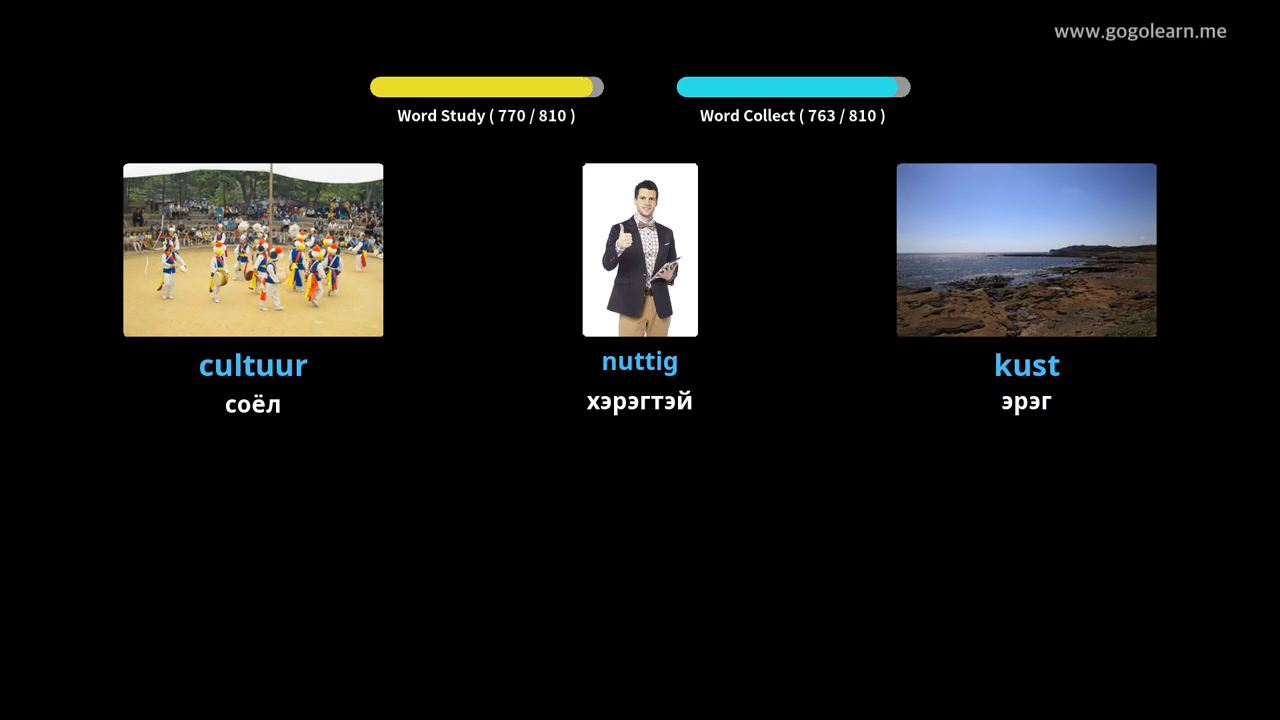 www.gogolearn.me
Word Study ( 770 / 810 )
Word Collect ( 763 / 810 )
cultuur
соёл
nuttig
хэрэгтэй
kust
эрэг